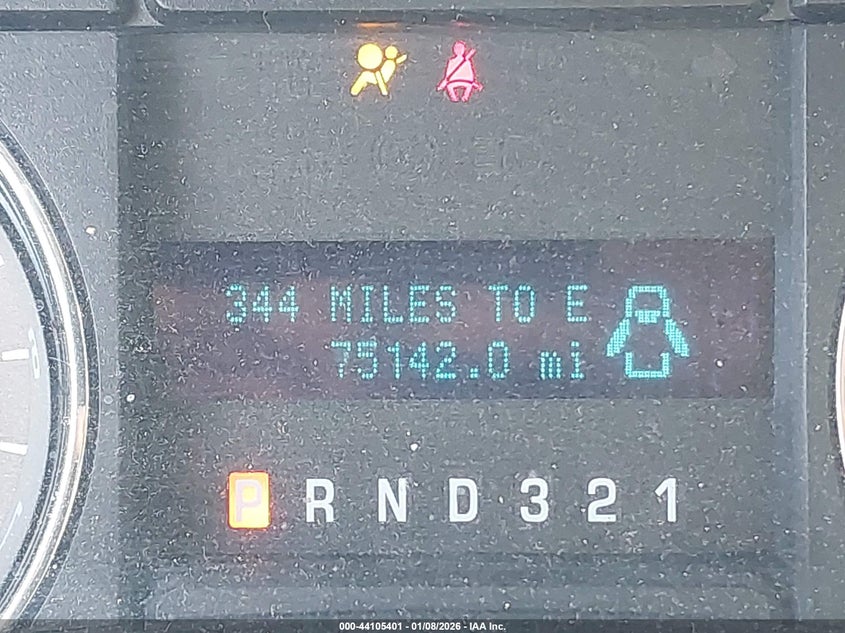 344 MILES TO E
75142.0 mi
P R N D 3 2 1
000-44105401 - 01/08/2026 - IAA Inc.